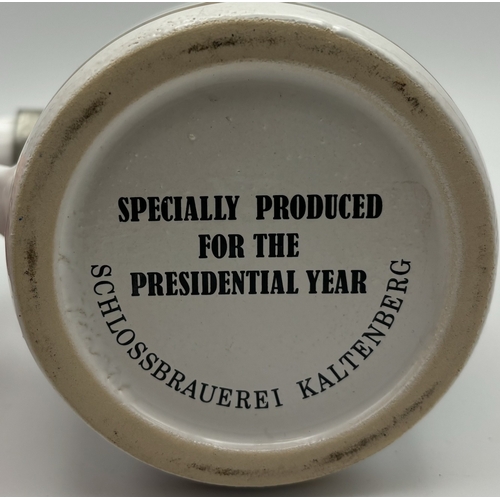 SPECIALLY PRODUCED
FOR THE
PRESIDENTIAL YEAR
SCHLOSSBRAUEREI KALTENBERG